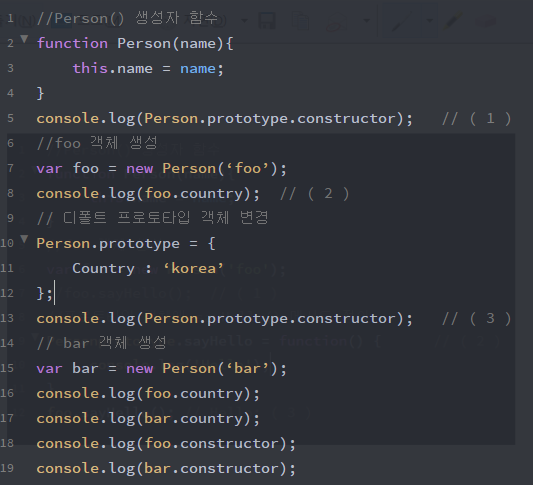 1 //Person() 생성자 함수
2 function Person(name){
3 this.name = name;
4 }
5 console.log(Person.prototype.constructor); // ( 1 )
6 //foo 객체 생성
7 var foo = new Person(‘foo’);
8 console.log(foo.country); // ( 2 )
9 // 디폴트 프로토타입 객체 변경
10 Person.prototype = {
11 Country : ‘korea’
12 };
13 console.log(Person.prototype.constructor); // ( 3 )
14 // bar 객체 생성
15 var bar = new Person(‘bar’);
16 console.log(foo.country);
17 console.log(bar.country);
18 console.log(foo.constructor);
19 console.log(bar.constructor);